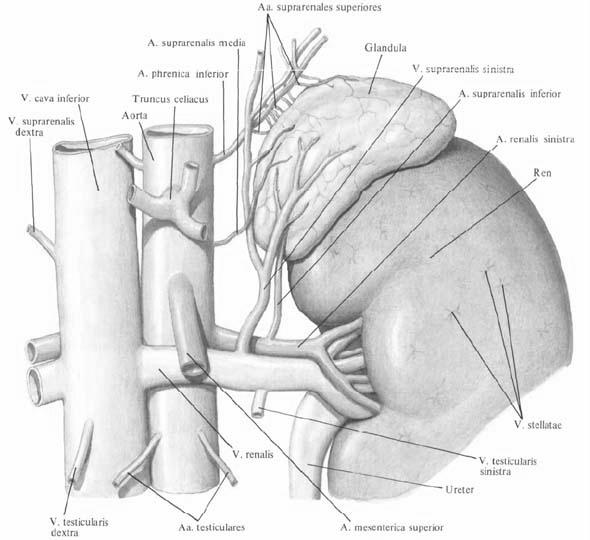 Aa. suprarenales superiores
A. suprarenalis media
Glandula
A. phrenica inferior
V. suprarenalis sinistra
V. cava inferior
Truncus celiacus
A. suprarenalis inferior
V. suprarenalis
dextra
Aorta
A. renalis sinistra
Ren
V. stellatae
V. renalis
V. testicularis
sinistra
Ureter
V. testicularis
dextra
Aa. testiculares
A. mesenterica superior